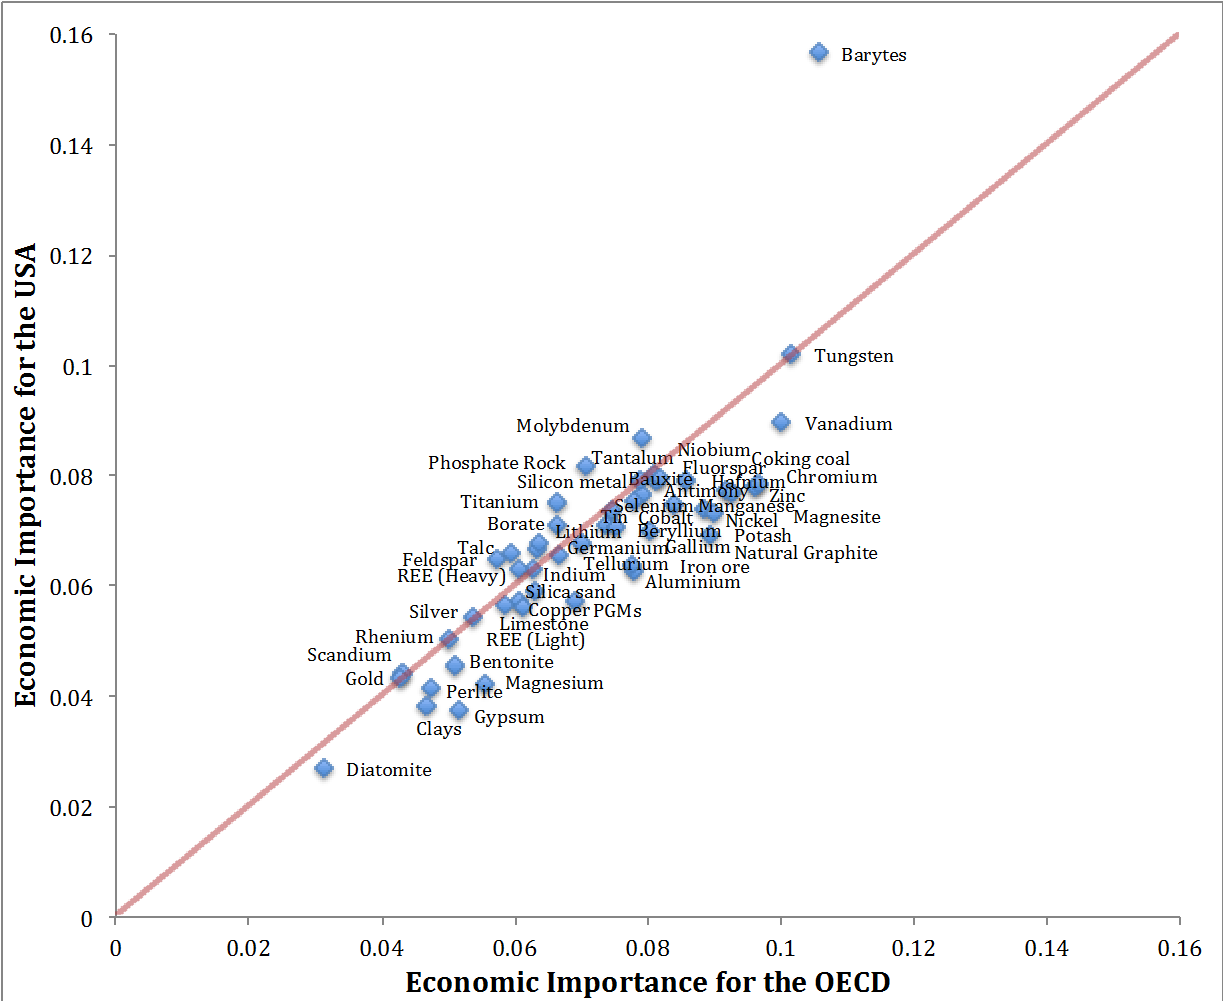 0.16
Barytes
0.14
0.12
Economic Importance for the USA
0.1
Tungsten
Vanadium
Molybdenum
Niobium
Tantalum
Coking coal
Phosphate Rock
Fluorspar
Chromium
0.08
Silicon metal
Bauxite
Hafnium
Antimony
Zinc
Titanium
Selenium
Manganese
Tin
Cobalt
Nickel
Magnesite
Borate
Lithium
Beryllium
Potash
Talc
Germanium
Gallium
Natural Graphite
Feldspar
Tellurium
Iron ore
REE (Heavy)
Indium
Aluminium
0.06
Silica sand
Silver
Copper
PGMs
Limestone
Rhenium
REE (Light)
Scandium
Bentonite
Gold
Magnesium
Perlite
0.04
Gypsum
Clays
Diatomite
0.02
0
0 0.02 0.04 0.06 0.08 0.1 0.12 0.14 0.16
Economic Importance for the OECD